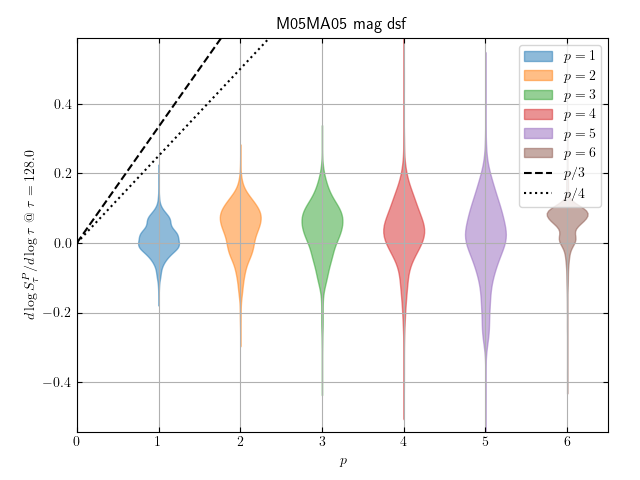 M05MA05 mag dsf
d log S_τ^P / d log τ @ τ = 128.0
0.4
0.2
0.0
−0.2
−0.4
0 1 2 3 4 5 6
p
p = 1
p = 2
p = 3
p = 4
p = 5
p = 6
p/3
p/4